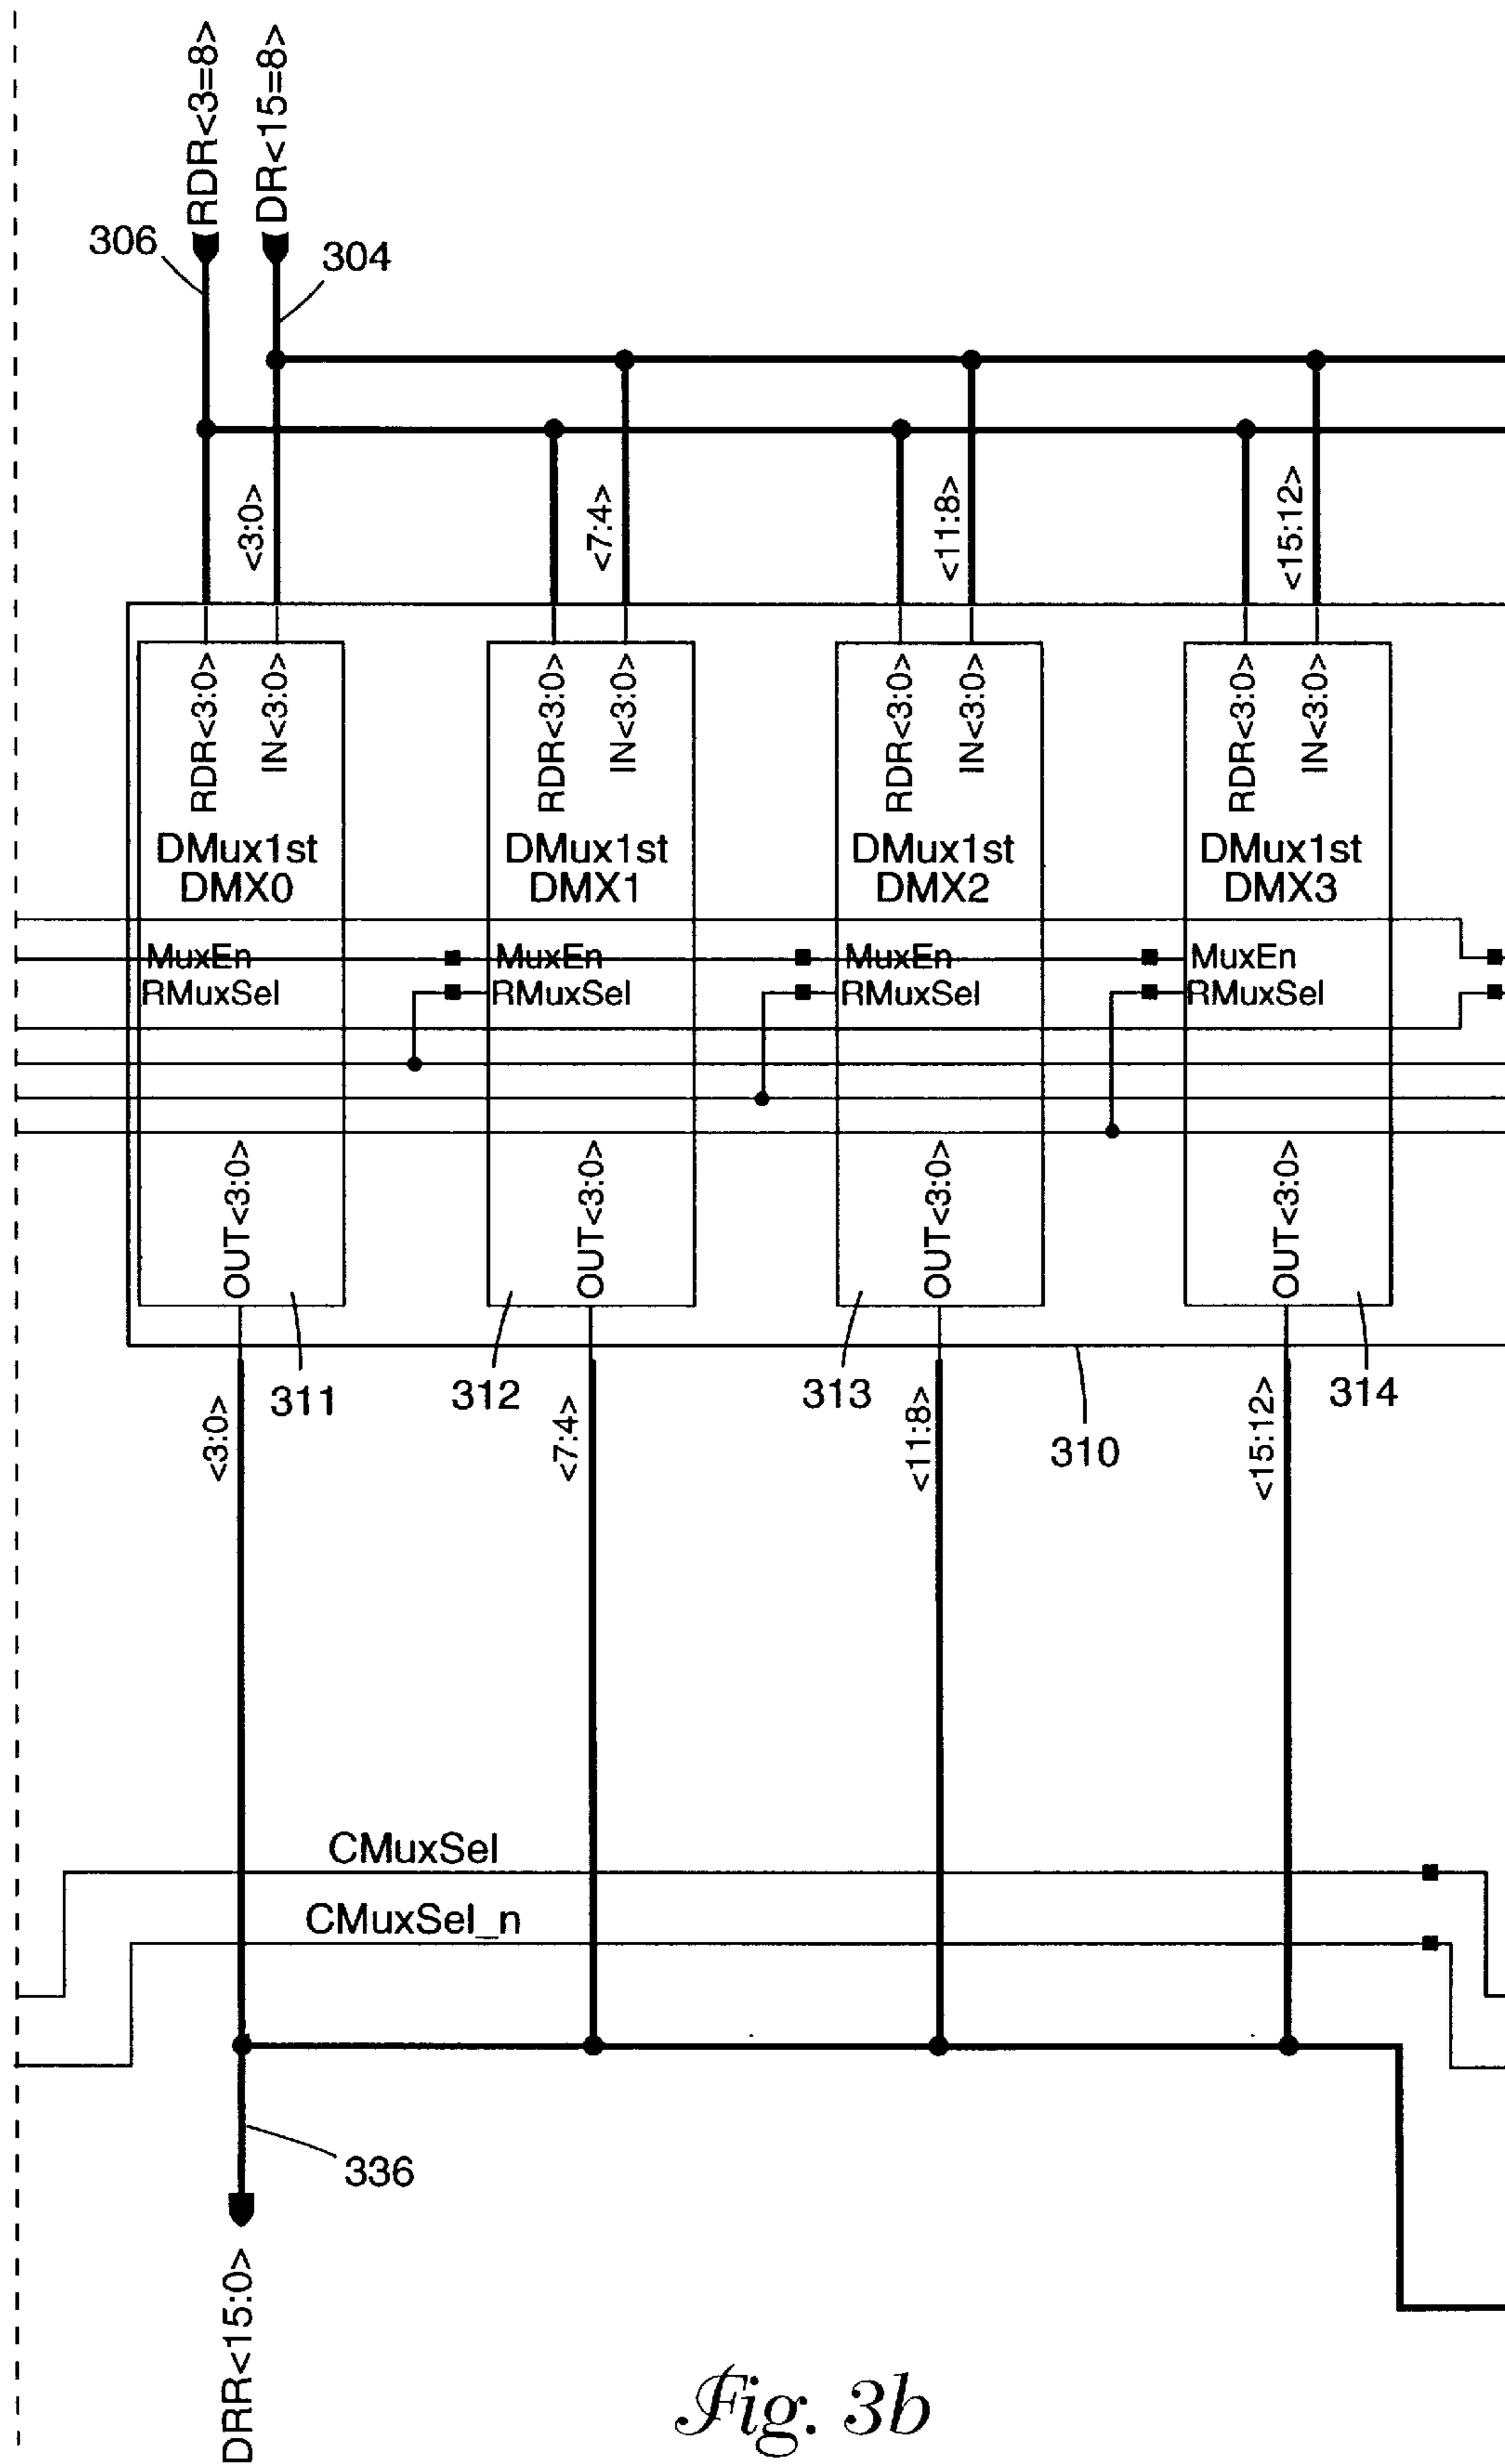 RDR<3=8>
DR<15=8>
306
304
<3:0>
<7:4>
<11:8>
<15:12>
RDR<3:0>
IN<3:0>
DMux1st
DMX0
MuxEn
RMuxSel
OUT<3:0>
RDR<3:0>
IN<3:0>
DMux1st
DMX1
MuxEn
RMuxSel
OUT<3:0>
RDR<3:0>
IN<3:0>
DMux1st
DMX2
MuxEn
RMuxSel
OUT<3:0>
RDR<3:0>
IN<3:0>
DMux1st
DMX3
MuxEn
RMuxSel
OUT<3:0>
311
312
313
310
314
<3:0>
<7:4>
<11:8>
<15:12>
CMuxSel
CMuxSel_n
336
DRR<15:0>
Fig. 3b